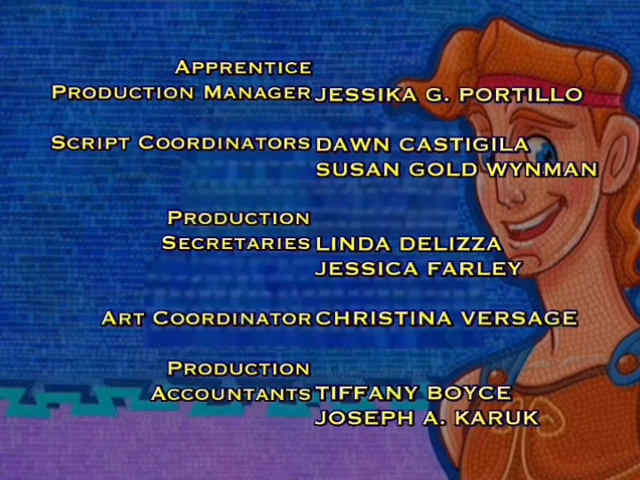 APPRENTICE
PRODUCTION MANAGER JESSIKA G. PORTILLO
SCRIPT COORDINATORS DAWN CASTIGILA
SUSAN GOLD WYNMAN
PRODUCTION
SECRETARIES LINDA DELIZZA
JESSICA FARLEY
ART COORDINATOR CHRISTINA VERSAGE
PRODUCTION
ACCOUNTANTS TIFFANY BOYCE
JOSEPH A. KARUK